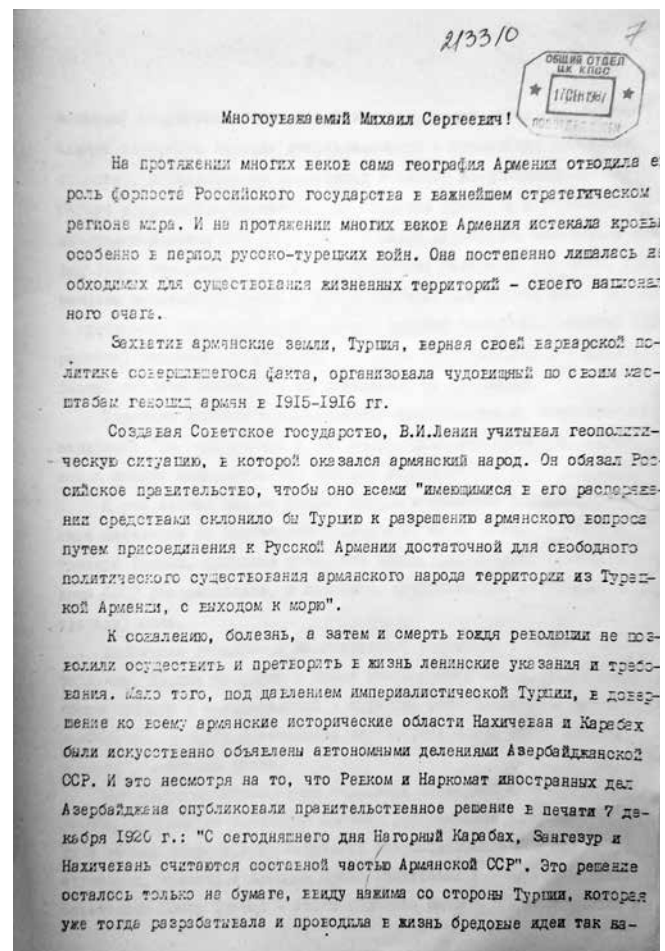 213310
7
ОБЩИЙ ОТДЕЛ
ЦК КПСС
Многоуважаемый Михаил Сергеевич!
На протяжении многих веков сама география Армении отводила е
роль форпоста Российского государства в важнейшем стратегическом
регионе мира. И на протяжении многих веков Армения истекала кровью
особенно в период русско-турецких войн. Она постепенно лишалась не
обходимых для существования жизненных территорий - своего национал
ного очага.
Захватив армянские земли, Турция, верная своей варварской по-
литике совершившегося факта, организовала чудовищный по своим мас-
штабам геноцид армян в 1915-1916 гг.
Создавая Советское государство, В.И.Ленин учитывал геополити-
ческую ситуацию, в которой оказался армянский народ. Он обязал Рос-
сийское правительство, чтобы оно всеми "имеющимися в его распоряже-
нии средствами склонило бы Турцию к разрешению армянского вопроса
путем присоединения к Русской Армении достаточной для свободного
политического существования армянского народа территории из Турец-
кой Армении, с выходом к морю".
К сожалению, болезнь, а затем и смерть вождя революции не поз-
волили осуществить и претворять в жизнь ленинские указания и требо-
вания. Мало того, под давлением империалистической Турции, в довер-
шение ко всему армянские исторические области Нахичеван и Карабах
были искусственно объявлены автономными делениями Азербайджанской
ССР. И это несмотря на то, что Ревком и Наркомат иностранных дел
Азербайджана опубликовали правительственное решение в печати 7 де-
кабря 1920 г.: "С сегодняшнего дня Нагорный Карабах, Зангезур и
Нахичевань считаются составной частью Армянской ССР". Это решение
осталось только на бумаге, ввиду нажима со стороны Турции, которая
уже тогда разрабатывала и проводила в жизнь бредовые идеи так на-